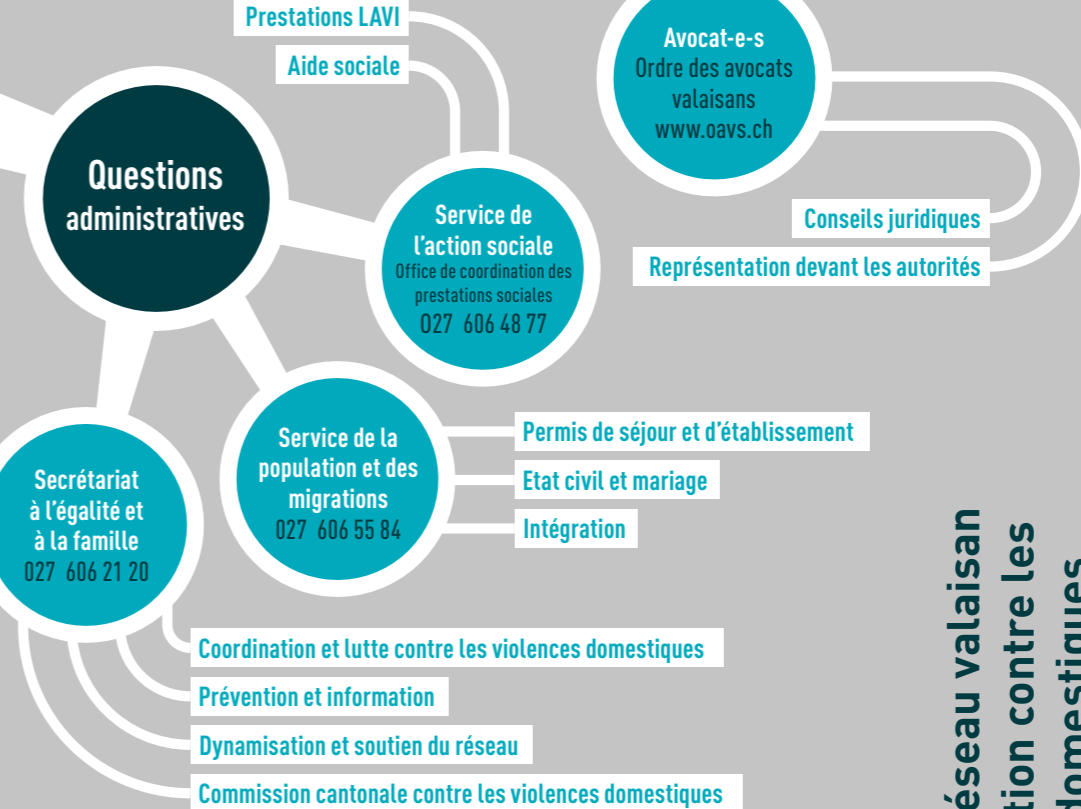 Prestations LAVI
Aide sociale
Avocat-e-s
Ordre des avocats
valaisans
www.oavs.ch
Questions
administratives
Service de
l'action sociale
Office de coordination des
prestations sociales
027 606 48 77
Conseils juridiques
Représentation devant les autorités
Service de la
population et des
migrations
027 606 55 84
Permis de séjour et d'établissement
Etat civil et mariage
Intégration
Secrétariat
à l'égalité et
à la famille
027 606 21 20
Coordination et lutte contre les violences domestiques
Prévention et information
Dynamisation et soutien du réseau
Commission cantonale contre les violences domestiques
éseau valaisan
tion contre les
domestiques